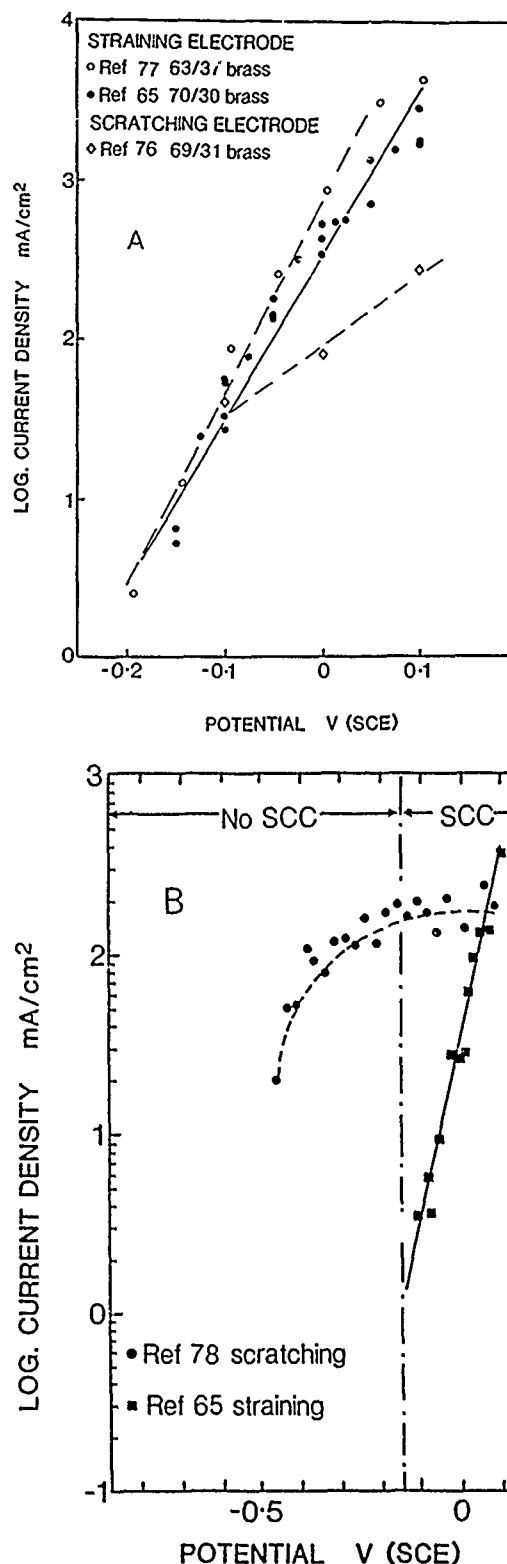 4
STRAINING ELECTRODE
○ Ref 77 63/37 brass
• Ref 65 70/30 brass
SCRATCHING ELECTRODE
◇ Ref 76 69/31 brass
3
A
2
1
0
LOG. CURRENT DENSITY mA/cm²
-0·2 -0·1 0 0·1
POTENTIAL V (SCE)
3
No SCC SCC
B
2
1
0
-1
LOG. CURRENT DENSITY mA/cm²
• Ref 78 scratching
■ Ref 65 straining
-0.5 0
POTENTIAL V (SCE)